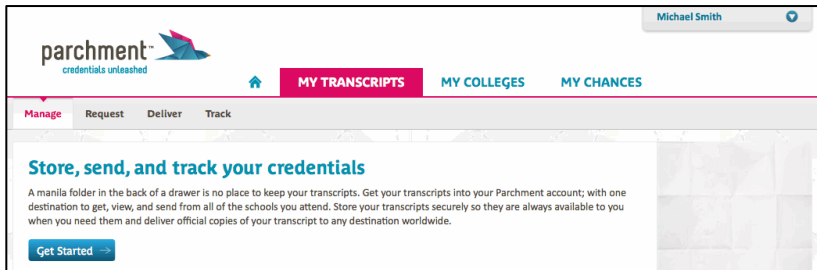 Michael Smith
parchment™
credentials unleashed
MY TRANSCRIPTS MY COLLEGES MY CHANCES
Manage Request Deliver Track
Store, send, and track your credentials
A manila folder in the back of a drawer is no place to keep your transcripts. Get your transcripts into your Parchment account; with one
destination to get, view, and send from all of the schools you attend. Store your transcripts securely so they are always available to you
when you need them and deliver official copies of your transcript to any destination worldwide.
Get Started →